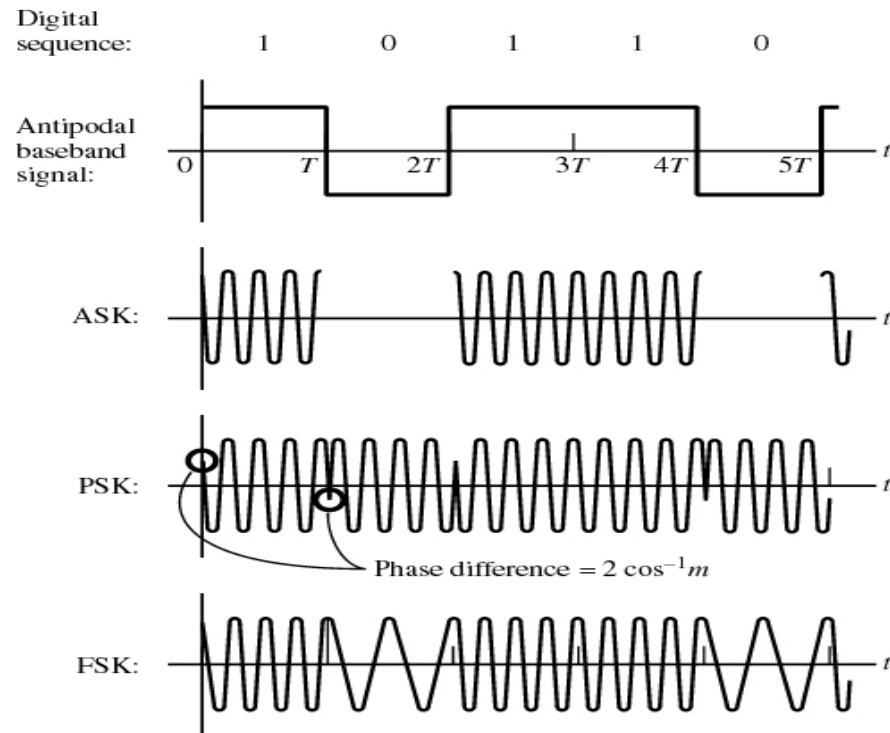 Digital
sequence: 1 0 1 1 0
Antipodal
baseband
signal:
0 T 2T 3T 4T 5T t
ASK: t
PSK: t
Phase difference = 2 cos⁻¹m
FSK: t